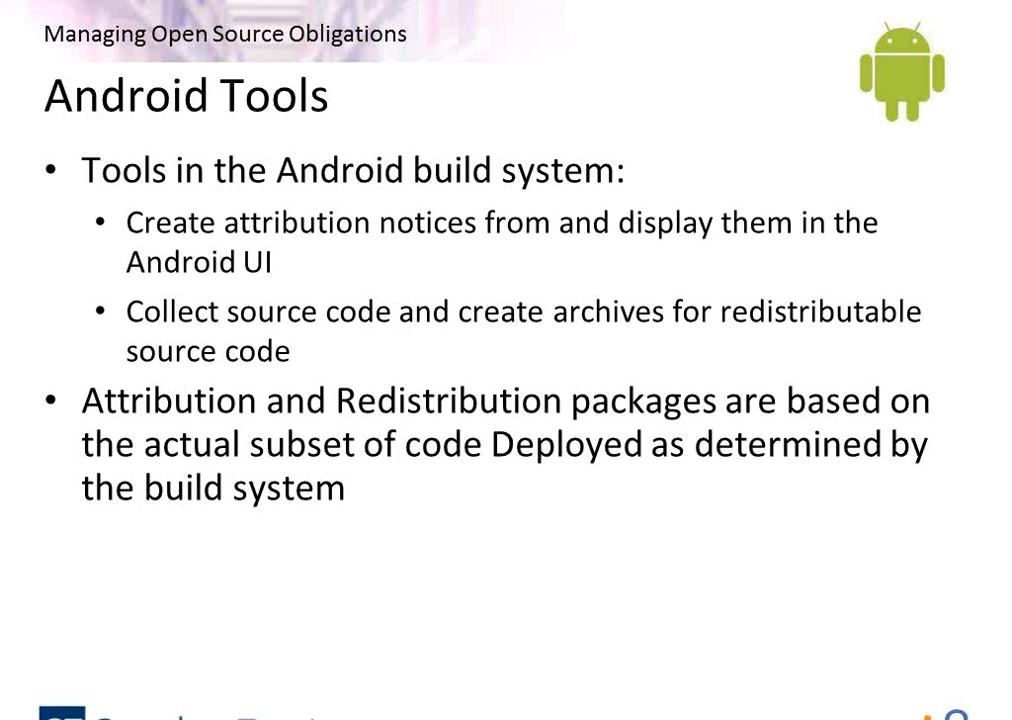 Managing Open Source Obligations
Android Tools
• Tools in the Android build system:
• Create attribution notices from and display them in the
Android UI
• Collect source code and create archives for redistributable
source code
• Attribution and Redistribution packages are based on
the actual subset of code Deployed as determined by
the build system